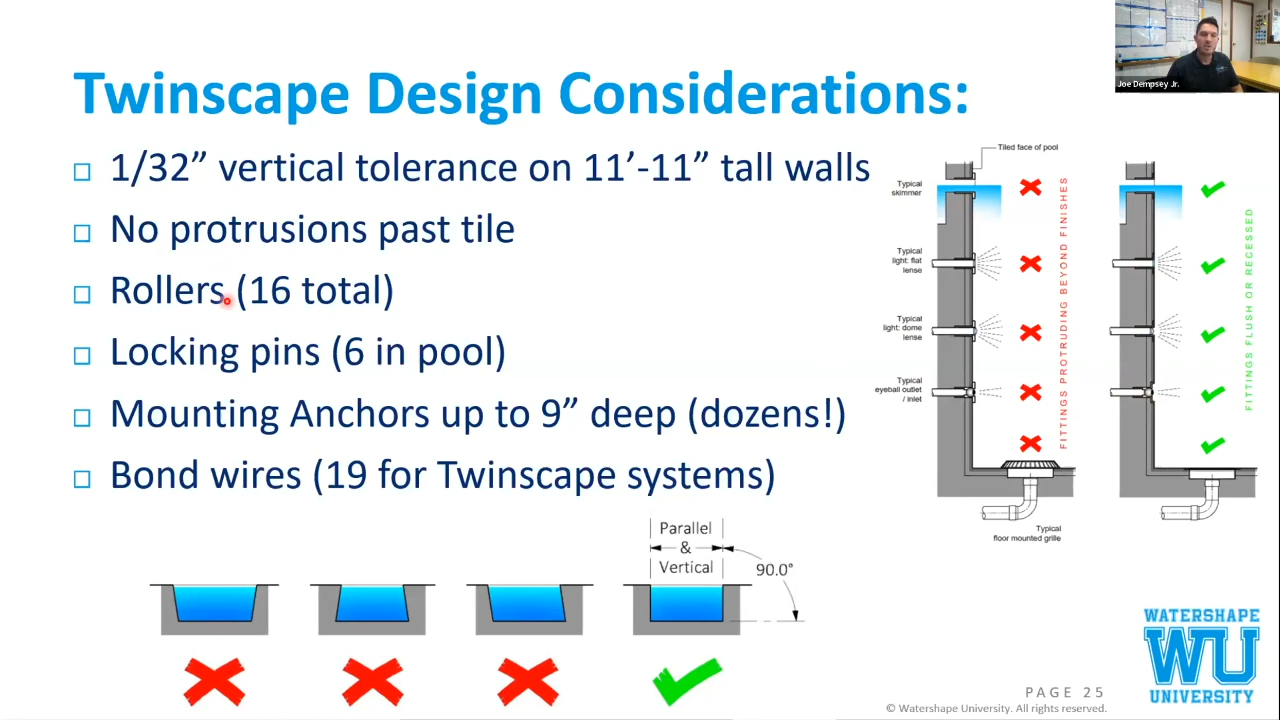 Joe Dempsey Jr.
Twinscape Design Considerations:
1/32” vertical tolerance on 11’-11” tall walls
No protrusions past tile
Rollers (16 total)
Locking pins (6 in pool)
Mounting Anchors up to 9” deep (dozens!)
Bond wires (19 for Twinscape systems)
Tiled face of pool
Typical
skimmer
Typical
light: flat
lense
Typical
light: dome
lense
Typical
eyeball outlet
/ inlet
Typical
floor mounted grille
FITTINGS PROTRUDING BEYOND FINISHES
FITTINGS FLUSH OR RECESSED
Parallel
&
Vertical
90.0°
WATERSHAPE
WU
UNIVERSITY
PAGE 25
© Watershape University. All rights reserved.